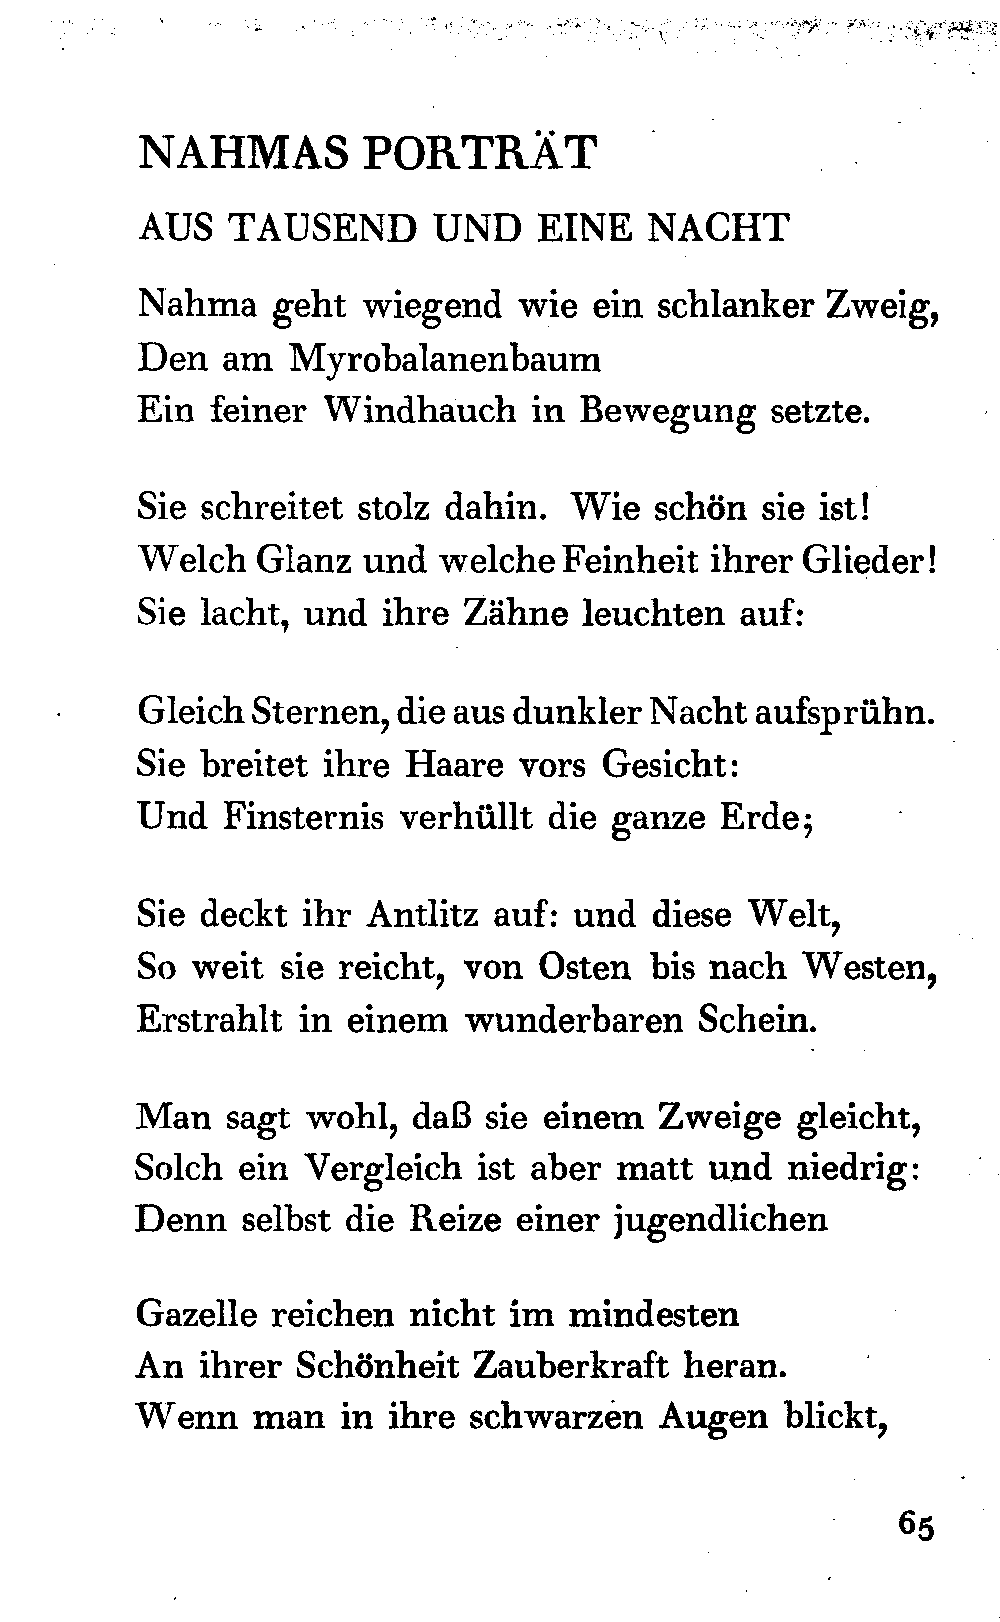 NAHMAS PORTRÄT
AUS TAUSEND UND EINE NACHT
Nahma geht wiegend wie ein schlanker Zweig,
Den am Myrobalanenbaum
Ein feiner Windhauch in Bewegung setzte.
Sie schreitet stolz dahin. Wie schön sie ist!
Welch Glanz und welche Feinheit ihrer Glieder!
Sie lacht, und ihre Zähne leuchten auf:
Gleich Sternen, die aus dunkler Nacht aufsprühn.
Sie breitet ihre Haare vors Gesicht:
Und Finsternis verhüllt die ganze Erde;
Sie deckt ihr Antlitz auf: und diese Welt,
So weit sie reicht, von Osten bis nach Westen,
Erstrahlt in einem wunderbaren Schein.
Man sagt wohl, daß sie einem Zweige gleicht,
Solch ein Vergleich ist aber matt und niedrig:
Denn selbst die Reize einer jugendlichen
Gazelle reichen nicht im mindesten
An ihrer Schönheit Zauberkraft heran.
Wenn man in ihre schwarzen Augen blickt,
65